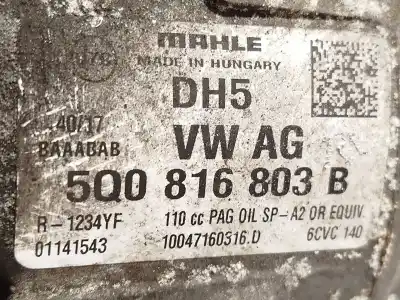 MAHLE
MADE IN HUNGARY
DH5
40/17
BAAABAB
VW AG
5Q0 816 803 B
R-1234YF
110 cc PAG OIL SP-A2 OR EQUIV.
01141543
10047160316.D
6CVC 140